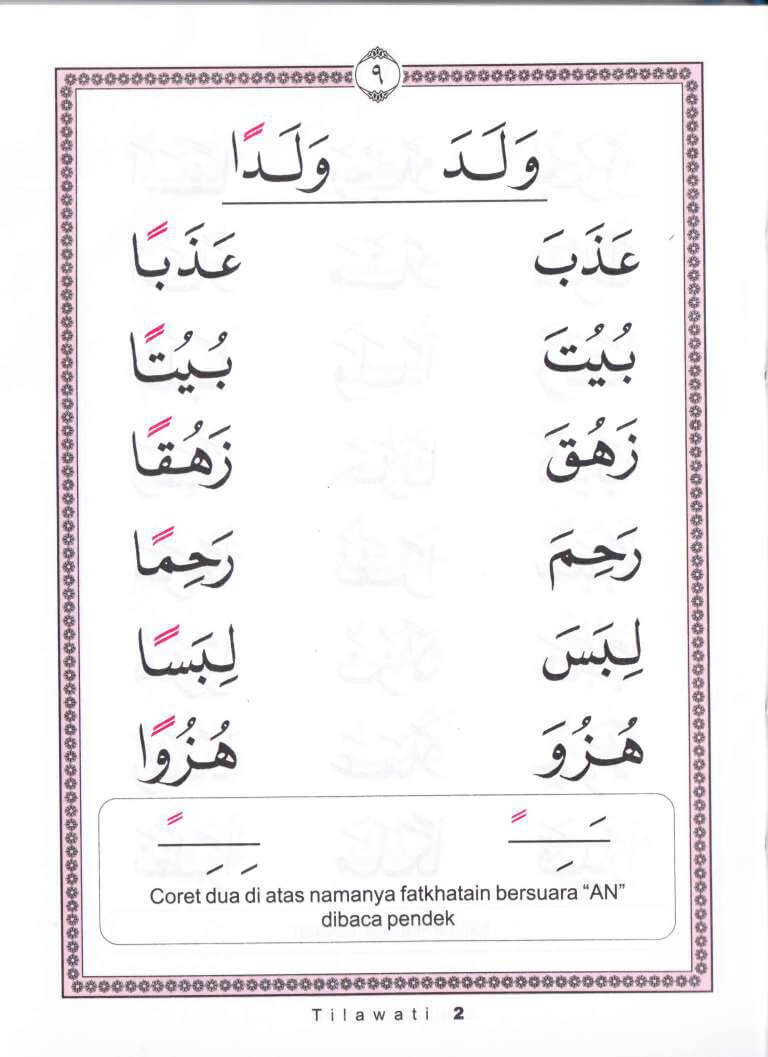 ٩
وَلَدَ وَلَدًا
عَذَبَ عَذَبًا
بُيُتَ بُيُتًا
زَهُقَ زَهُقًا
رَحِمَ رَحِمًا
لِبَسَ لِبَسًا
هُزُوَ هُزُوًا
Coret dua di atas namanya fatkhatain bersuara “AN”
dibaca pendek
Tilawati 2